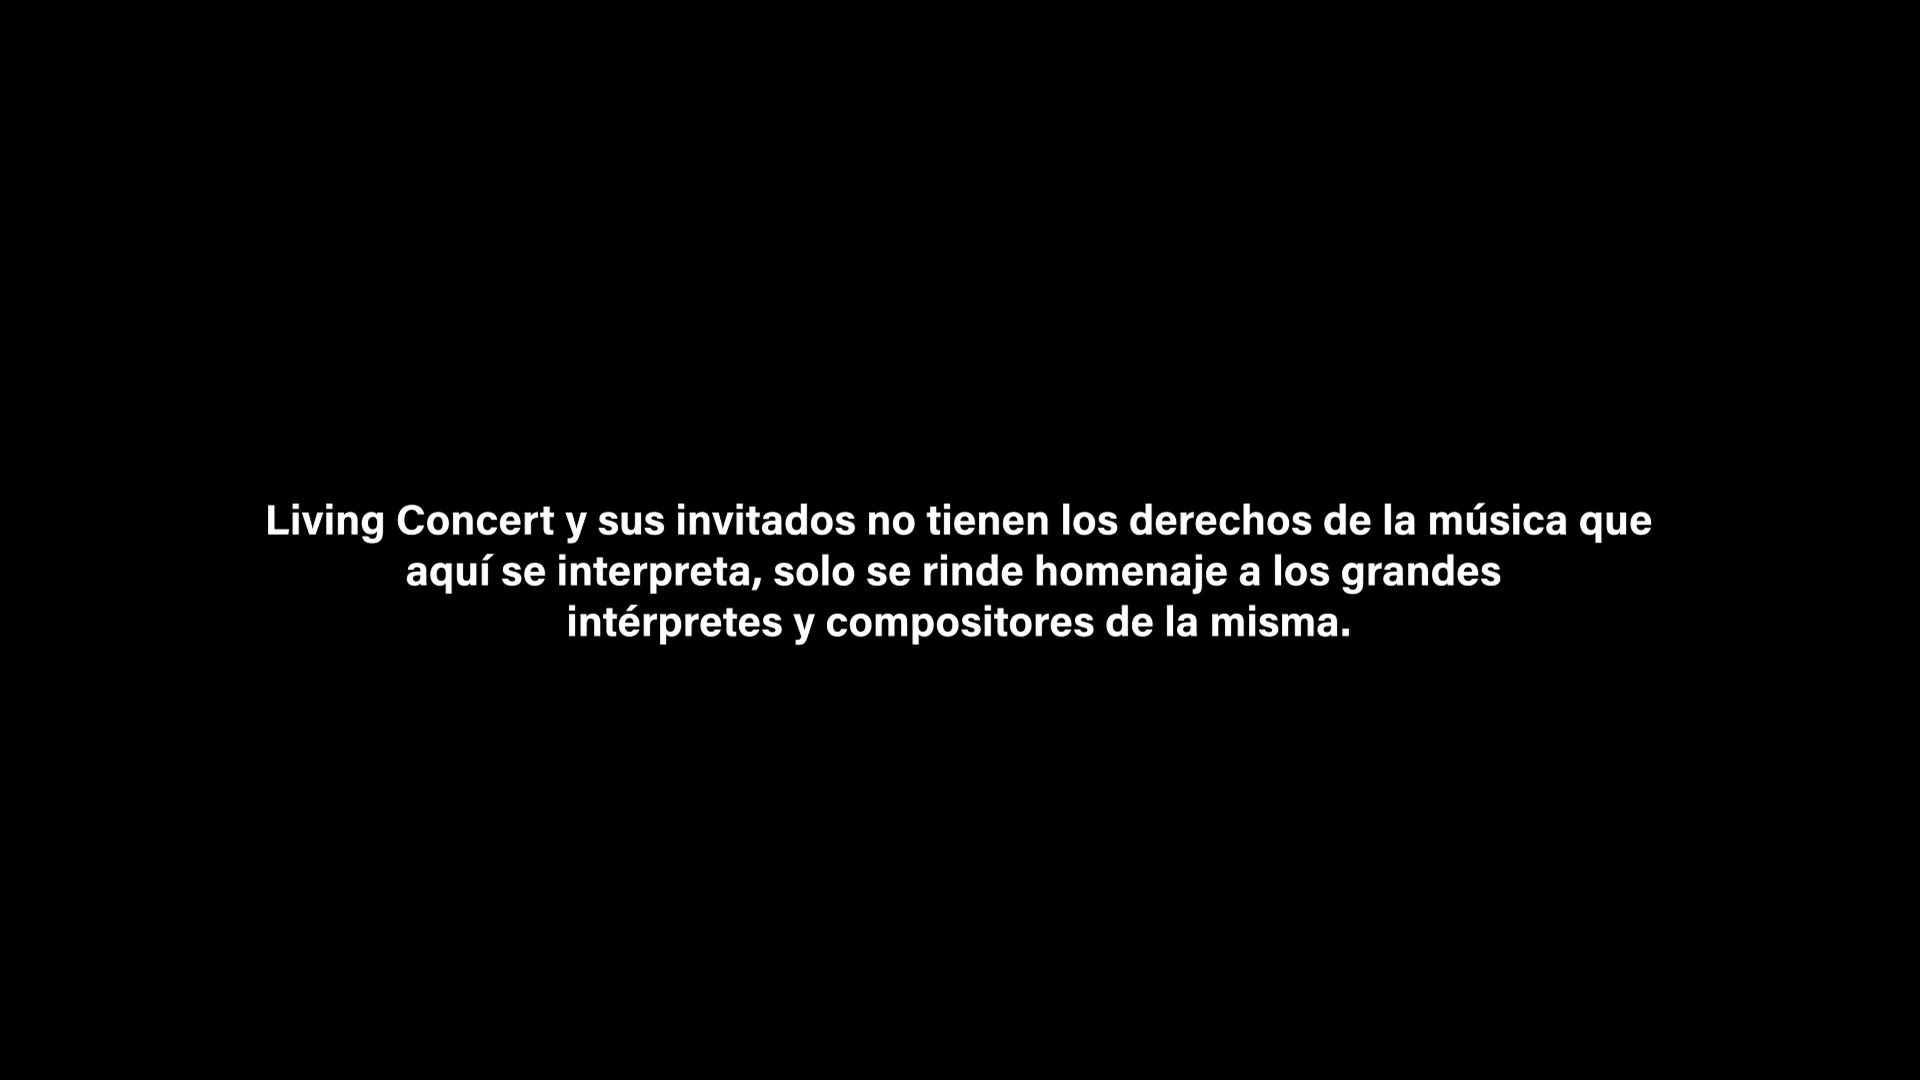 Living Concert y sus invitados no tienen los derechos de la música que
aquí se interpreta, solo se rinde homenaje a los grandes
intérpretes y compositores de la misma.